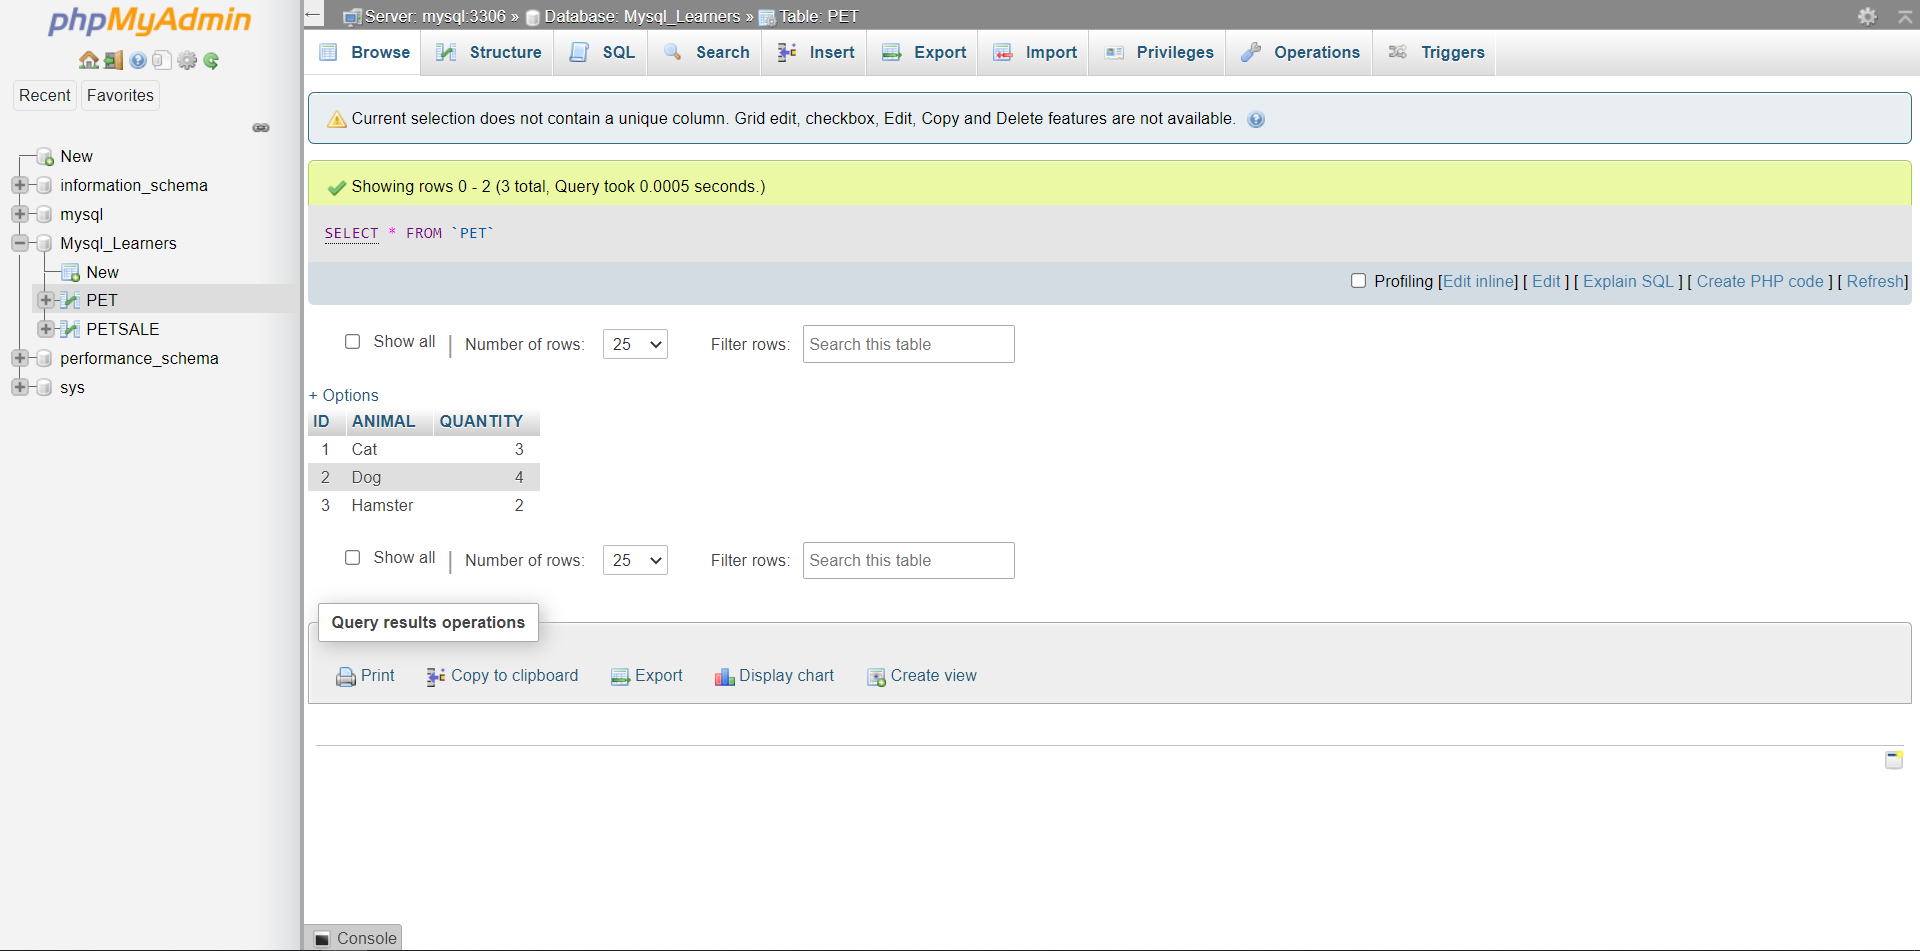 phpMyAdmin
Recent Favorites
New
information_schema
mysql
Mysql_Learners
New
PET
PETSALE
performance_schema
sys
Server: mysql:3306 » Database: Mysql_Learners » Table: PET
Browse Structure SQL Search Insert Export Import Privileges Operations Triggers
Current selection does not contain a unique column. Grid edit, checkbox, Edit, Copy and Delete features are not available.
Showing rows 0 - 2 (3 total, Query took 0.0005 seconds.)
SELECT * FROM `PET`
Profiling [Edit inline] [ Edit ] [ Explain SQL ] [ Create PHP code ] [ Refresh]
Show all | Number of rows: 25 Filter rows: Search this table
+ Options
ID ANIMAL QUANTITY
1 Cat 3
2 Dog 4
3 Hamster 2
Show all | Number of rows: 25 Filter rows: Search this table
Query results operations
Print Copy to clipboard Export Display chart Create view
Console